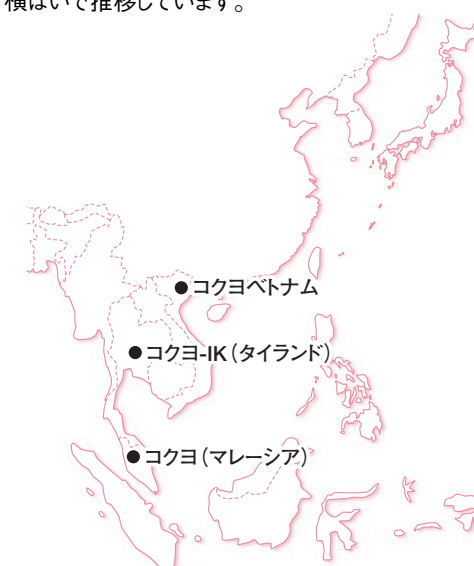 横ばいで推移しています。
コクヨベトナム
コクヨ-IK（タイランド）
コクヨ（マレーシア）